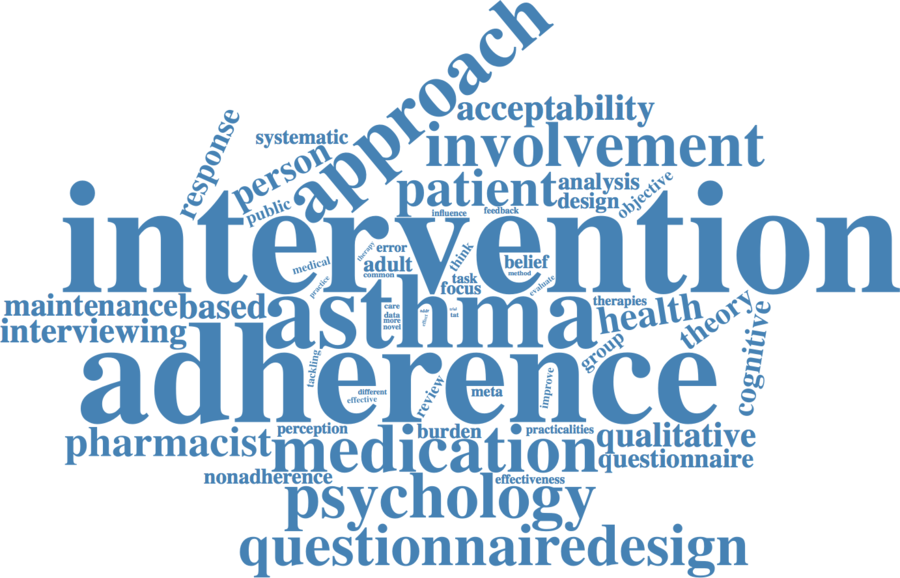 approach
acceptability
response
systematic
involvement
person
patient
analysis
objective
public
design
influence
feedback
intervention
therapy
error
think
medical
adult
belief
common
method
practice
task
focus
evaluate
maintenance
based
asthma
care
therapies
health
theory
data
more
novel
tat
interviewing
cognitive
adherence
group
tackling
different
effective
review
meta
improve
pharmacist
perception
burden
practicalities
qualitative
medication
questionnaire
nonadherence
effectiveness
psychology
questionnairedesign